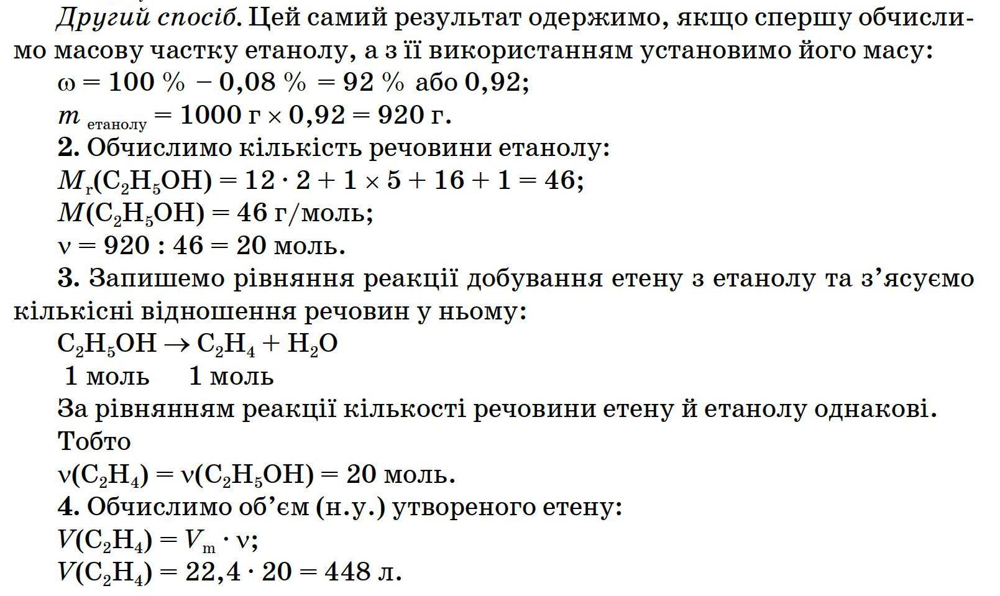 Другий спосіб. Цей самий результат одержимо, якщо спершу обчисли-
мо масову частку етанолу, а з її використанням установимо його масу:
ω = 100 % − 0,08 % = 92 % або 0,92;
m етанолу = 1000 г × 0,92 = 920 г.
2. Обчислимо кількість речовини етанолу:
Mr(C₂H₅OH) = 12 · 2 + 1 × 5 + 16 + 1 = 46;
M(C₂H₅OH) = 46 г/моль;
ν = 920 : 46 = 20 моль.
3. Запишемо рівняння реакції добування етену з етанолу та з’ясуємо
кількісні відношення речовин у ньому:
C₂H₅OH → C₂H₄ + H₂O
1 моль 1 моль
За рівнянням реакції кількості речовини етену й етанолу однакові.
Тобто
ν(C₂H₄) = ν(C₂H₅OH) = 20 моль.
4. Обчислимо об’єм (н.у.) утвореного етену:
V(C₂H₄) = Vm · ν;
V(C₂H₄) = 22,4 · 20 = 448 л.